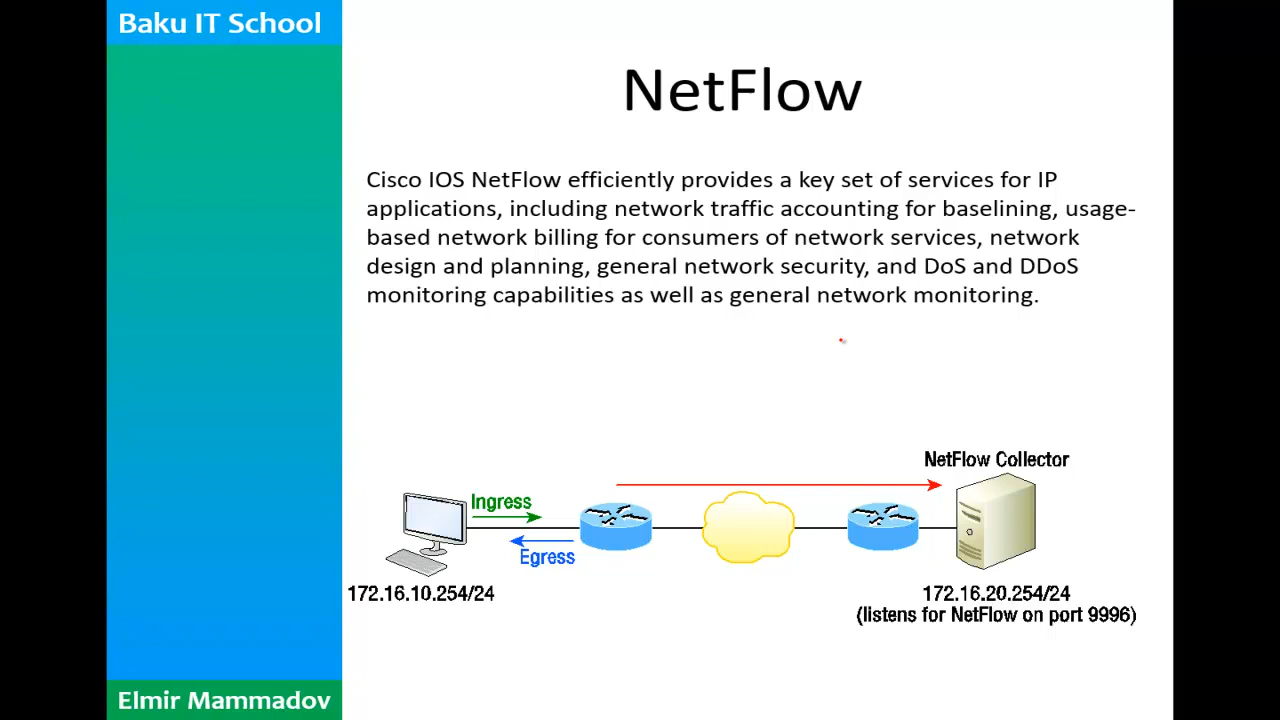 Baku IT School
NetFlow
Cisco IOS NetFlow efficiently provides a key set of services for IP
applications, including network traffic accounting for baselining, usage-
based network billing for consumers of network services, network
design and planning, general network security, and DoS and DDoS
monitoring capabilities as well as general network monitoring.
NetFlow Collector
Ingress
Egress
172.16.10.254/24
172.16.20.254/24
(listens for NetFlow on port 9996)
Elmir Mammadov